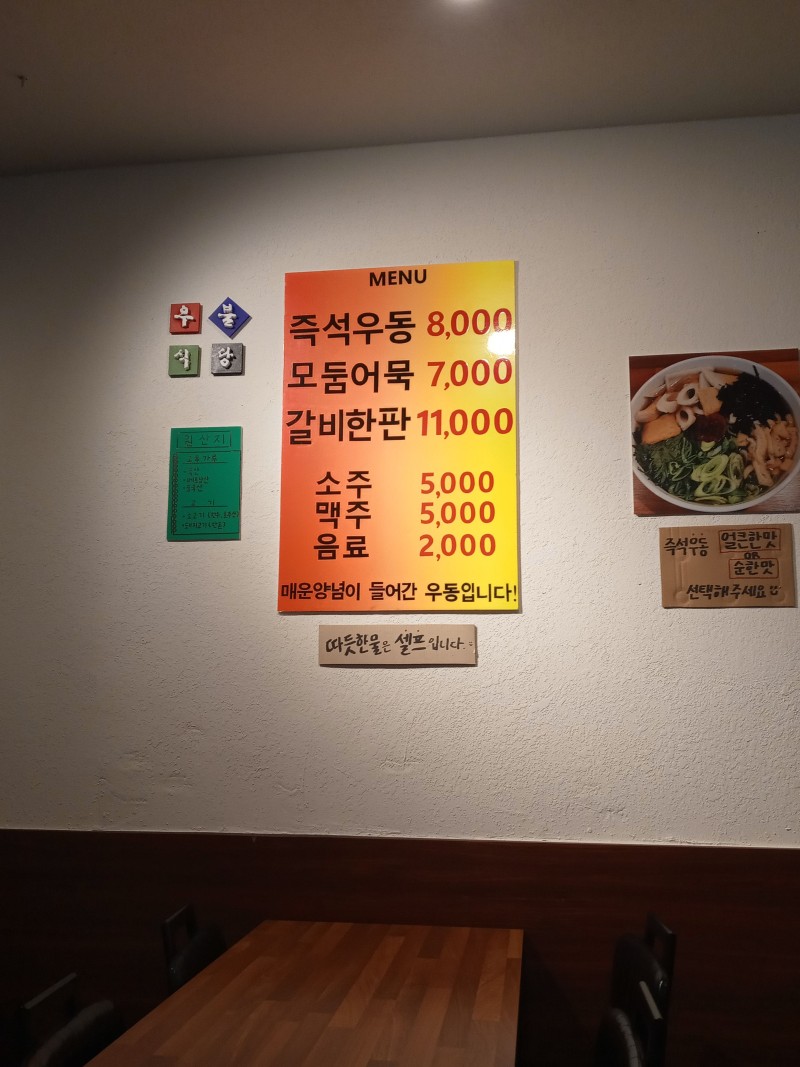 MENU
즉석우동 8,000
모둠어묵 7,000
갈비한판 11,000
소주 5,000
맥주 5,000
음료 2,000
매운양념이 들어간 우동입니다!
따뜻한물은 셀프입니다.
우불
식당
원산지
즉석우동 얼큰한맛
OR
순한맛
선택해주세요